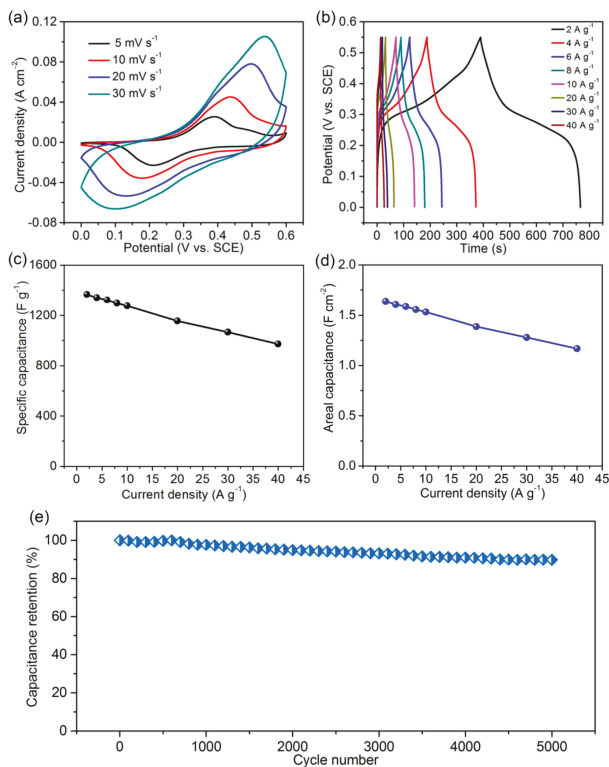 (a)
5 mV s⁻¹
10 mV s⁻¹
20 mV s⁻¹
30 mV s⁻¹
Current density (A cm⁻²)
0.12
0.08
0.04
0.00
-0.04
-0.08
0.0 0.1 0.2 0.3 0.4 0.5 0.6
Potential (V vs. SCE)
(b)
2 A g⁻¹
4 A g⁻¹
6 A g⁻¹
8 A g⁻¹
10 A g⁻¹
20 A g⁻¹
30 A g⁻¹
40 A g⁻¹
Potential (V vs. SCE)
0.6
0.5
0.4
0.3
0.2
0.1
0.0
0 100 200 300 400 500 600 700 800
Time (s)
(c)
Specific capacitance (F g⁻¹)
1600
1200
800
400
0
0 5 10 15 20 25 30 35 40 45
Current density (A g⁻¹)
(d)
Areal capacitance (F cm⁻²)
2.0
1.5
1.0
0.5
0.0
0 5 10 15 20 25 30 35 40 45
Current density (A g⁻¹)
(e)
Capacitance retention (%)
100
80
60
40
20
0
0 1000 2000 3000 4000 5000
Cycle number